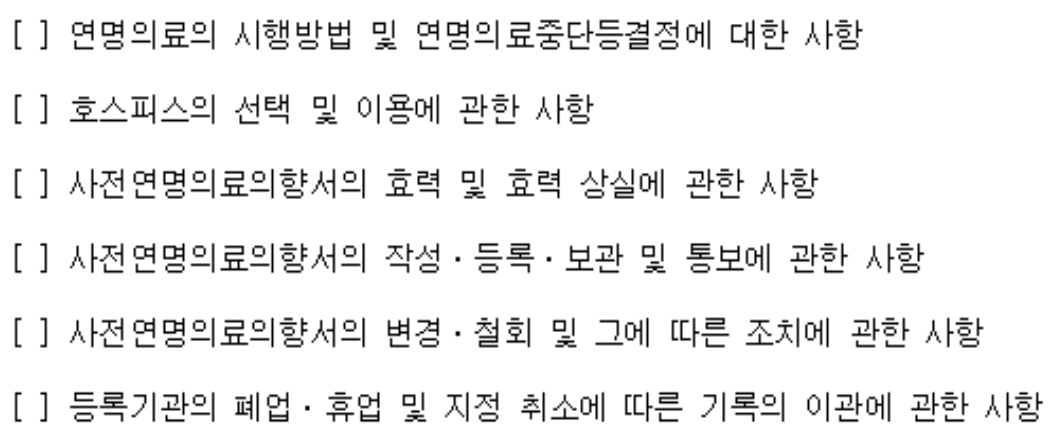 [ ] 연명의료의 시행방법 및 연명의료중단등결정에 대한 사항
[ ] 호스피스의 선택 및 이용에 관한 사항
[ ] 사전연명의료의향서의 효력 및 효력 상실에 관한 사항
[ ] 사전연명의료의향서의 작성·등록·보관 및 통보에 관한 사항
[ ] 사전연명의료의향서의 변경·철회 및 그에 따른 조치에 관한 사항
[ ] 등록기관의 폐업·휴업 및 지정 취소에 따른 기록의 이관에 관한 사항